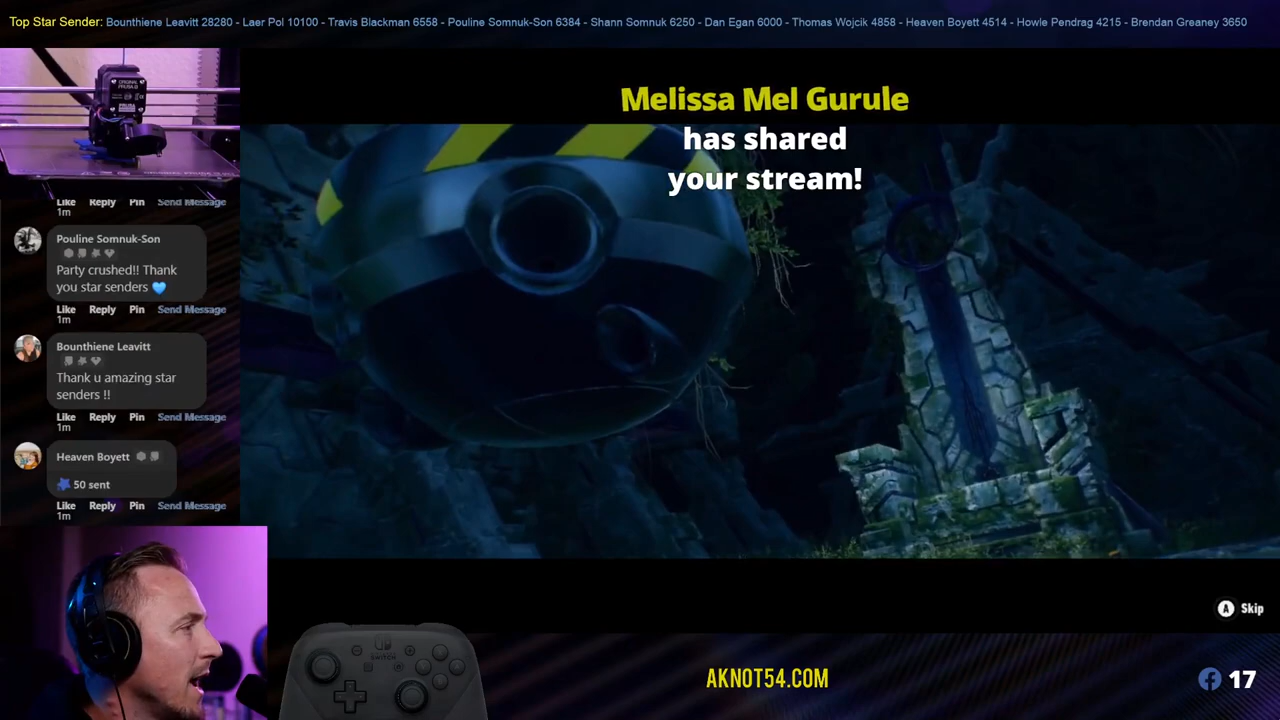 Top Star Sender: Bounthiene Leavitt 28280 - Laer Pol 10100 - Travis Blackman 6558 - Pouline Somnuk-Son 6384 - Shann Somnuk 6250 - Dan Egan 6000 - Thomas Wojcik 4858 - Heaven Boyett 4514 - Howle Pendrag 4215 - Brendan Greaney 3650
ORIGINAL
PRUSA
Melissa Mel Gurule
has shared
your stream!
Like Reply Pin Send Message
1m
Pouline Somnuk-Son
Party crushed!! Thank
you star senders
Like Reply Pin Send Message
1m
Bounthiene Leavitt
Thank u amazing star
senders !!
Like Reply Pin Send Message
1m
Heaven Boyett
50 sent
Like Reply Pin Send Message
1m
A Skip
SWITCH
AKNOT54.COM
17